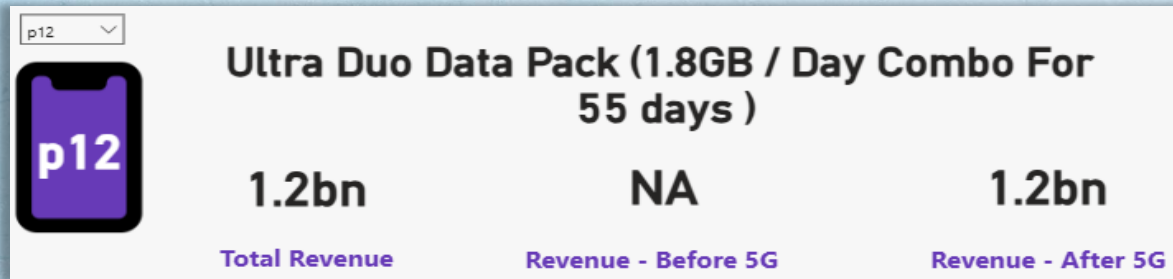 p12
Ultra Duo Data Pack (1.8GB / Day Combo For
55 days )
p12
1.2bn
NA
1.2bn
Total Revenue
Revenue - Before 5G
Revenue - After 5G